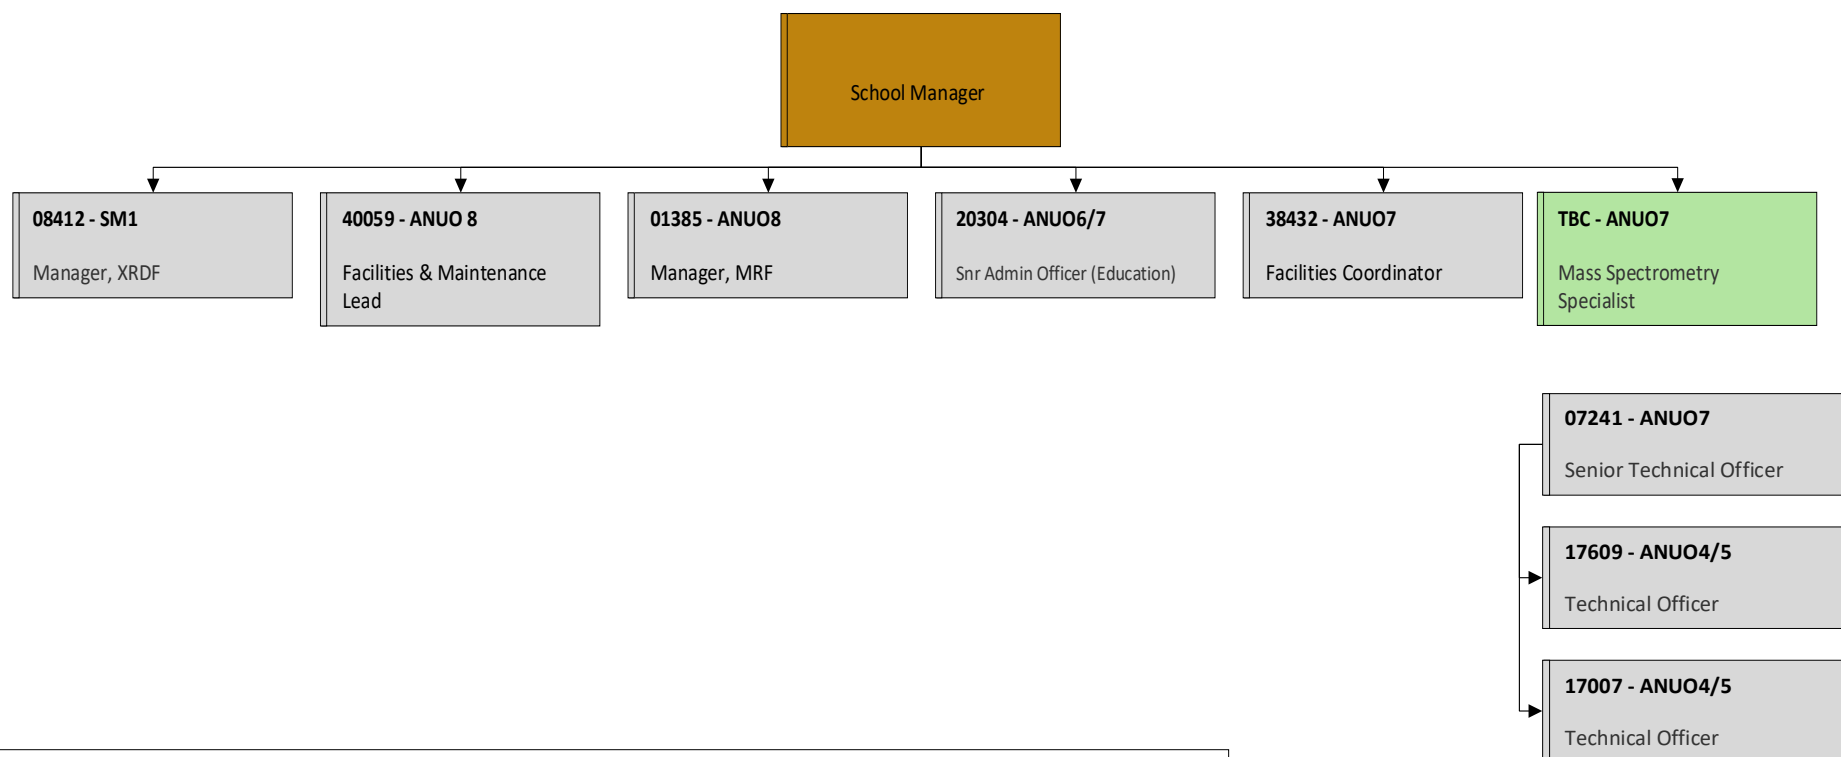 School Manager
08412 - SM1
Manager, XRDF
40059 - ANUO 8
Facilities & Maintenance
Lead
01385 - ANUO8
Manager, MRF
20304 - ANUO6/7
Snr Admin Officer (Education)
38432 - ANUO7
Facilities Coordinator
TBC - ANUO7
Mass Spectrometry
Specialist
07241 - ANUO7
Senior Technical Officer
17609 - ANUO4/5
Technical Officer
17007 - ANUO4/5
Technical Officer